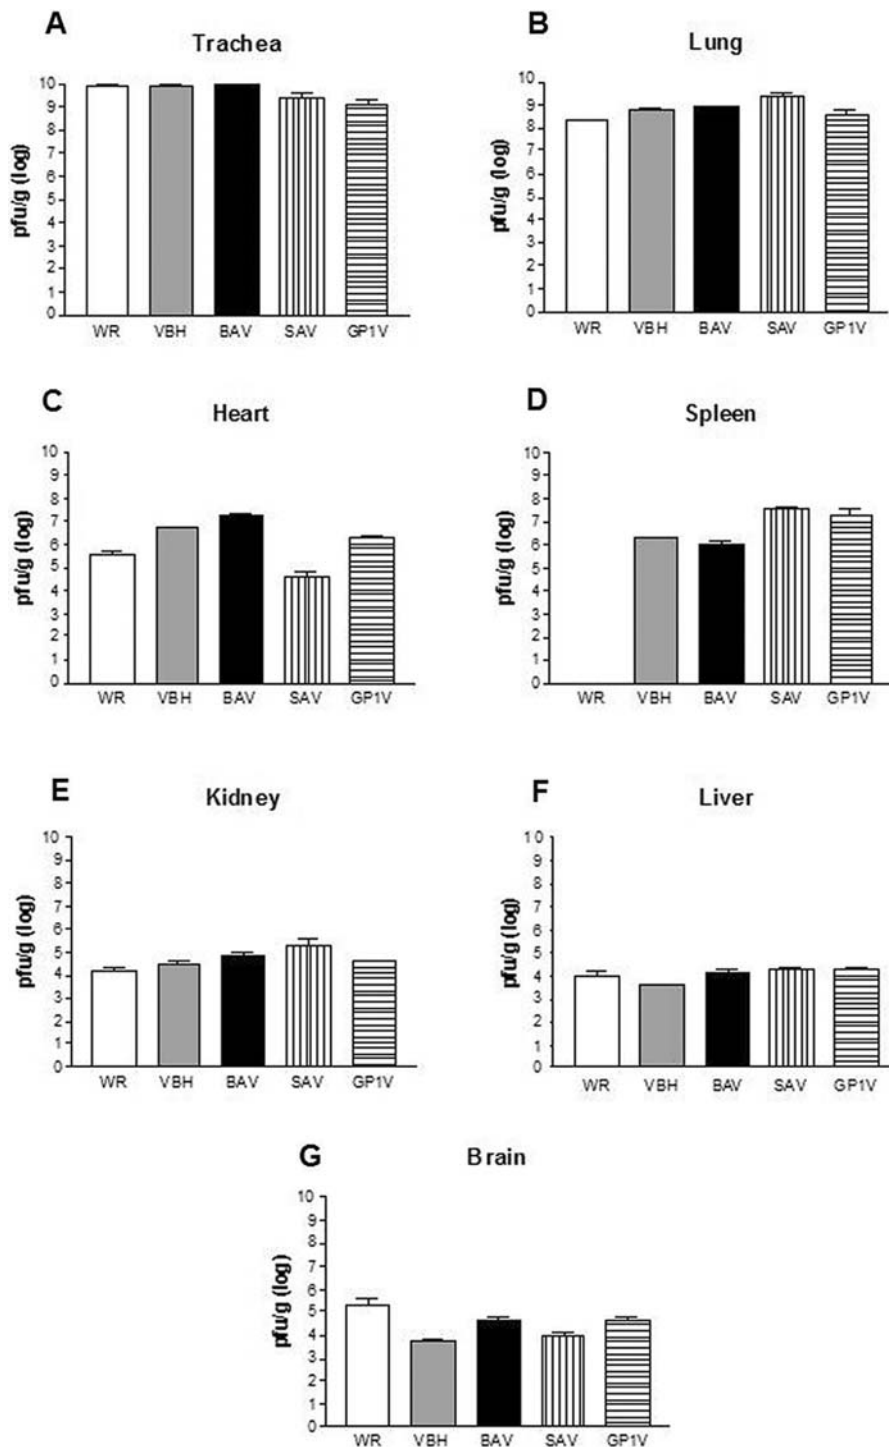 A
Trachea
pfu/g (log)
10
9
8
7
6
5
4
3
2
1
0
WR VBH BAV SAV GP1V
B
Lung
pfu/g (log)
10
9
8
7
6
5
4
3
2
1
0
WR VBH BAV SAV GP1V
C
Heart
pfu/g (log)
10
9
8
7
6
5
4
3
2
1
0
WR VBH BAV SAV GP1V
D
Spleen
pfu/g (log)
10
9
8
7
6
5
4
3
2
1
0
WR VBH BAV SAV GP1V
E
Kidney
pfu/g (log)
10
9
8
7
6
5
4
3
2
1
0
WR VBH BAV SAV GP1V
F
Liver
pfu/g (log)
10
9
8
7
6
5
4
3
2
1
0
WR VBH BAV SAV GP1V
G
Brain
pfu/g (log)
10
9
8
7
6
5
4
3
2
1
0
WR VBH BAV SAV GP1V